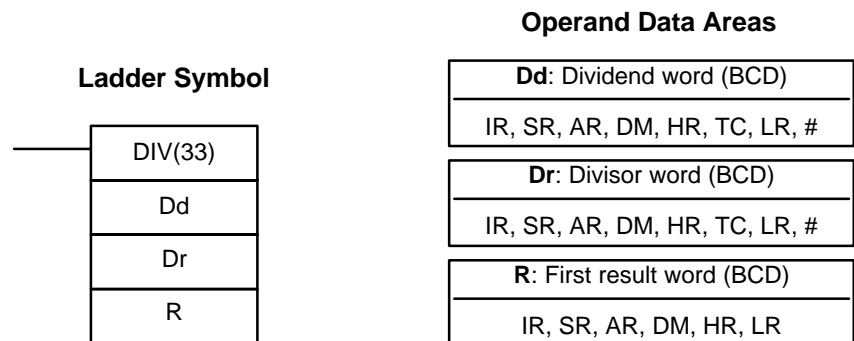 Ladder Symbol
DIV(33)
Dd
Dr
R
Operand Data Areas
Dd: Dividend word (BCD)
IR, SR, AR, DM, HR, TC, LR, #
Dr: Divisor word (BCD)
IR, SR, AR, DM, HR, TC, LR, #
R: First result word (BCD)
IR, SR, AR, DM, HR, LR